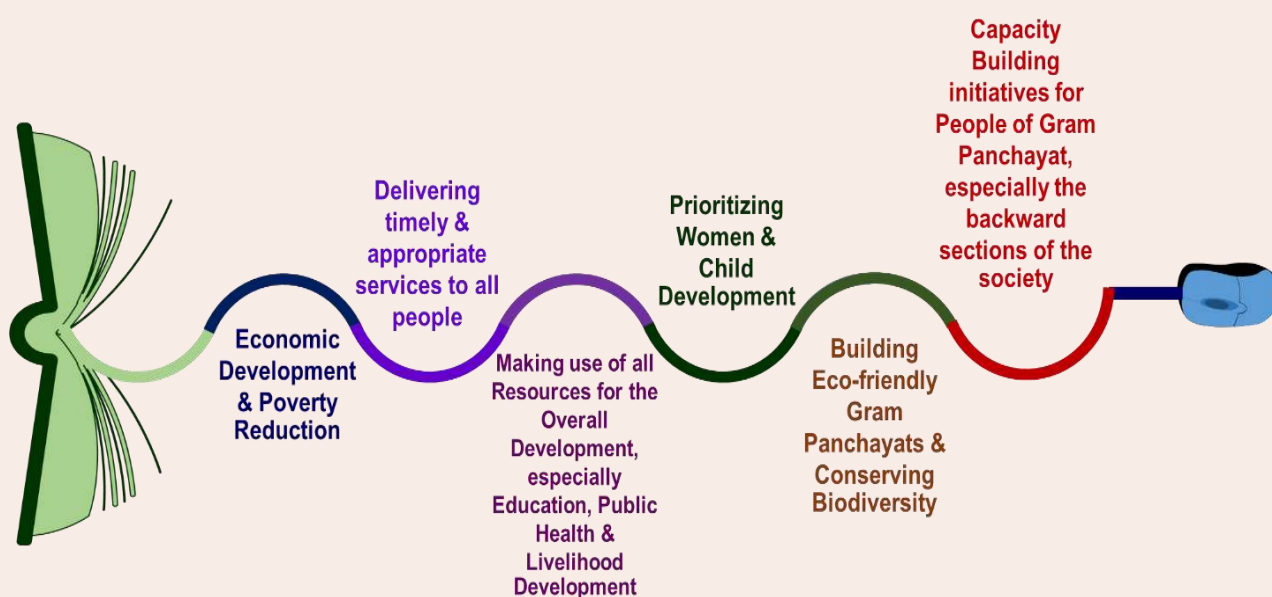 Economic
Development
& Poverty
Reduction
Delivering
timely &
appropriate
services to all
people
Making use of all
Resources for the
Overall
Development,
especially
Education, Public
Health &
Livelihood
Development
Prioritizing
Women &
Child
Development
Building
Eco-friendly
Gram
Panchayats &
Conserving
Biodiversity
Capacity
Building
initiatives for
People of Gram
Panchayat,
especially the
backward
sections of the
society